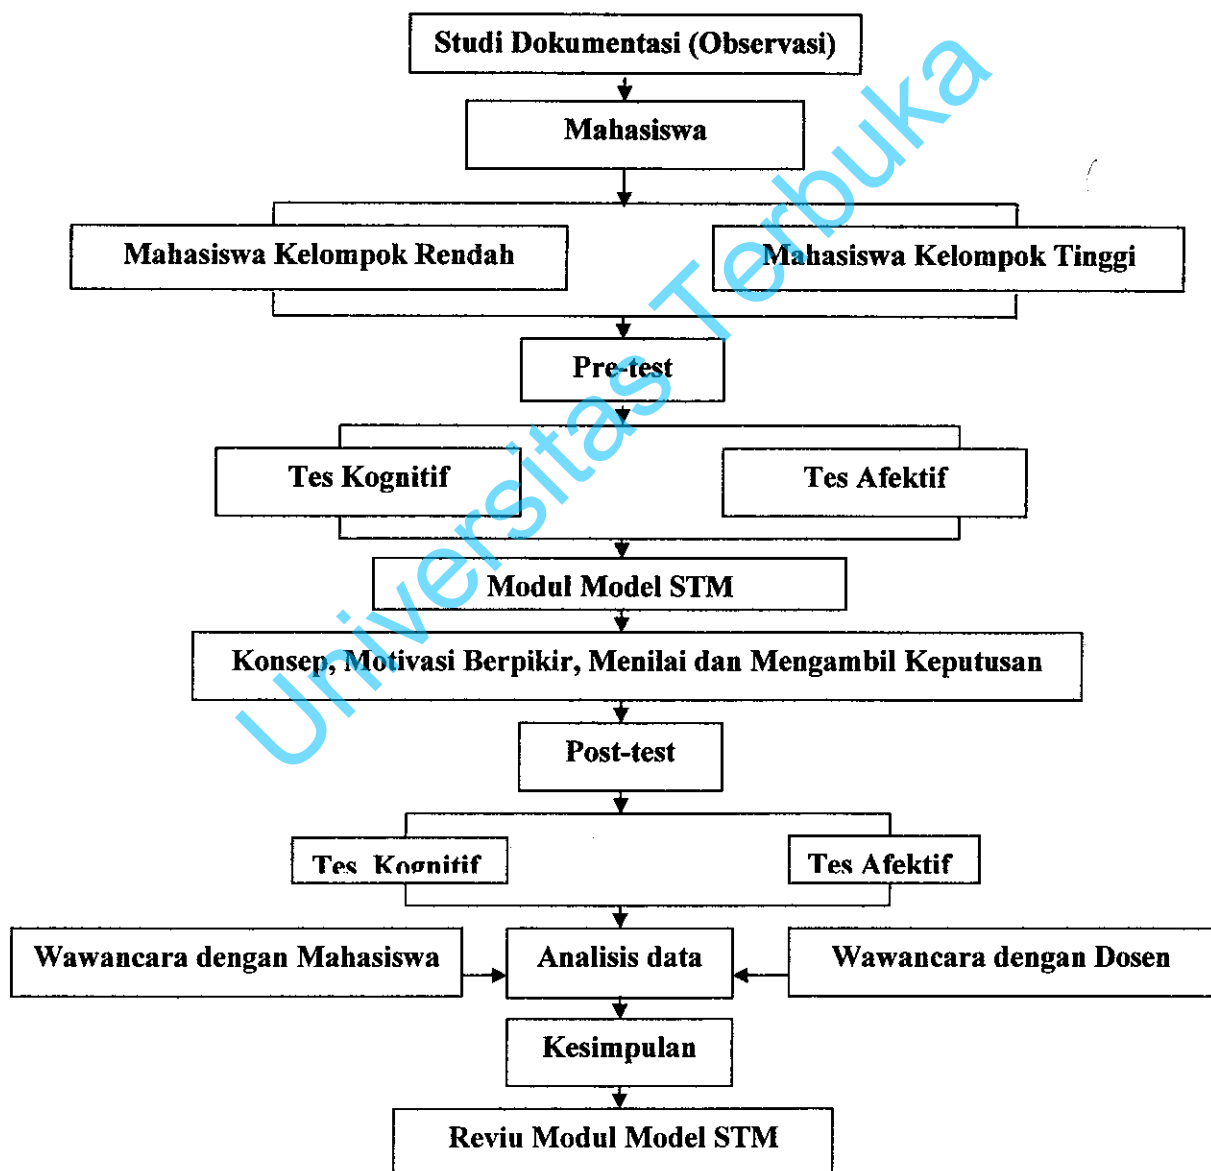 Studi Dokumentasi (Observasi)
Mahasiswa
Mahasiswa Kelompok Rendah
Mahasiswa Kelompok Tinggi
Pre-test
Tes Kognitif
Tes Afektif
Modul Model STM
Konsep, Motivasi Berpikir, Menilai dan Mengambil Keputusan
Post-test
Tes Kognitif
Tes Afektif
Wawancara dengan Mahasiswa
Analisis data
Wawancara dengan Dosen
Kesimpulan
Reviu Modul Model STM
Universitas Terbuka